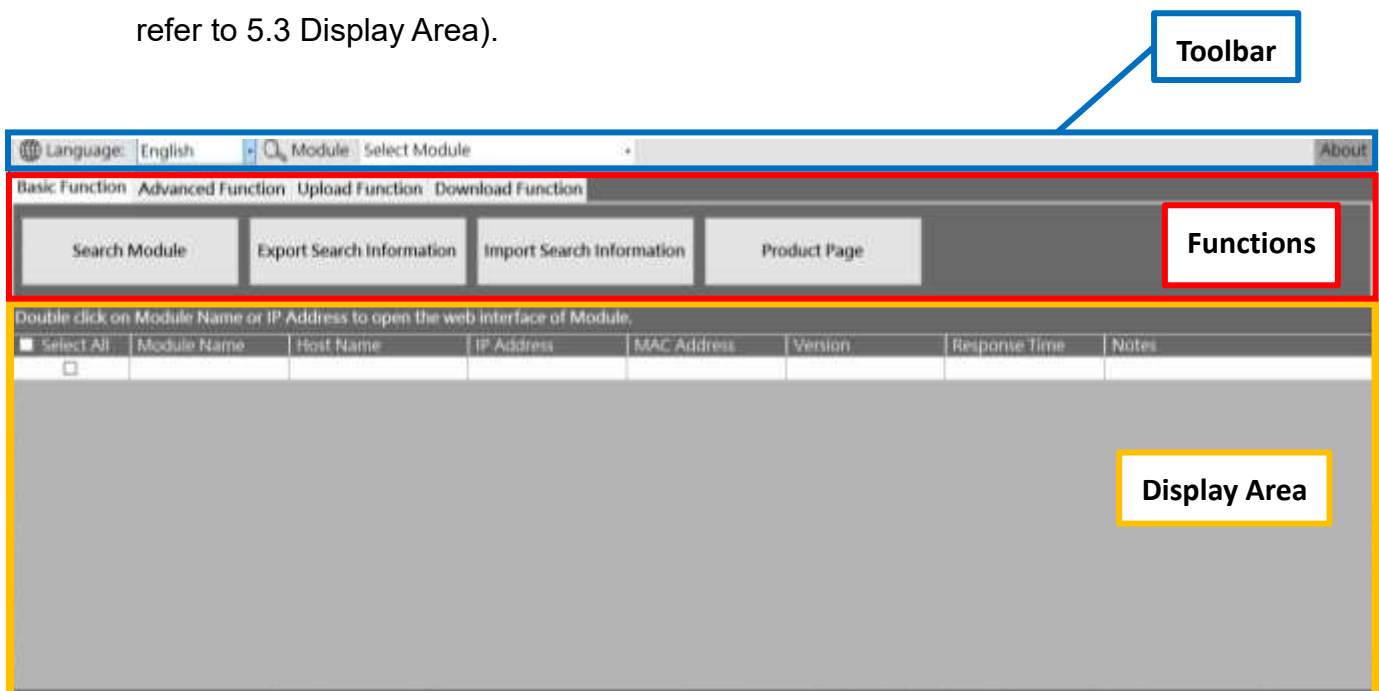 refer to 5.3 Display Area).
Toolbar
Language: English Module Select Module About
Basic Function Advanced Function Upload Function Download Function
Search Module Export Search Information Import Search Information Product Page
Functions
Double click on Module Name or IP Address to open the web interface of Module.
Select All Module Name Host Name IP Address MAC Address Version Response Time Notes
Display Area